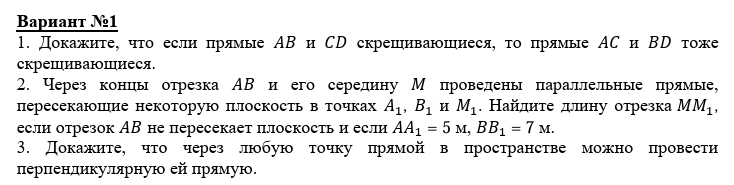 Вариант №1
1. Докажите, что если прямые AB и CD скрещивающиеся, то прямые AC и BD тоже
скрещивающиеся.
2. Через концы отрезка AB и его середину M проведены параллельные прямые,
пересекающие некоторую плоскость в точках A₁, B₁ и M₁. Найдите длину отрезка MM₁,
если отрезок AB не пересекает плоскость и если AA₁ = 5 м, BB₁ = 7 м.
3. Докажите, что через любую точку прямой в пространстве можно провести
перпендикулярную ей прямую.